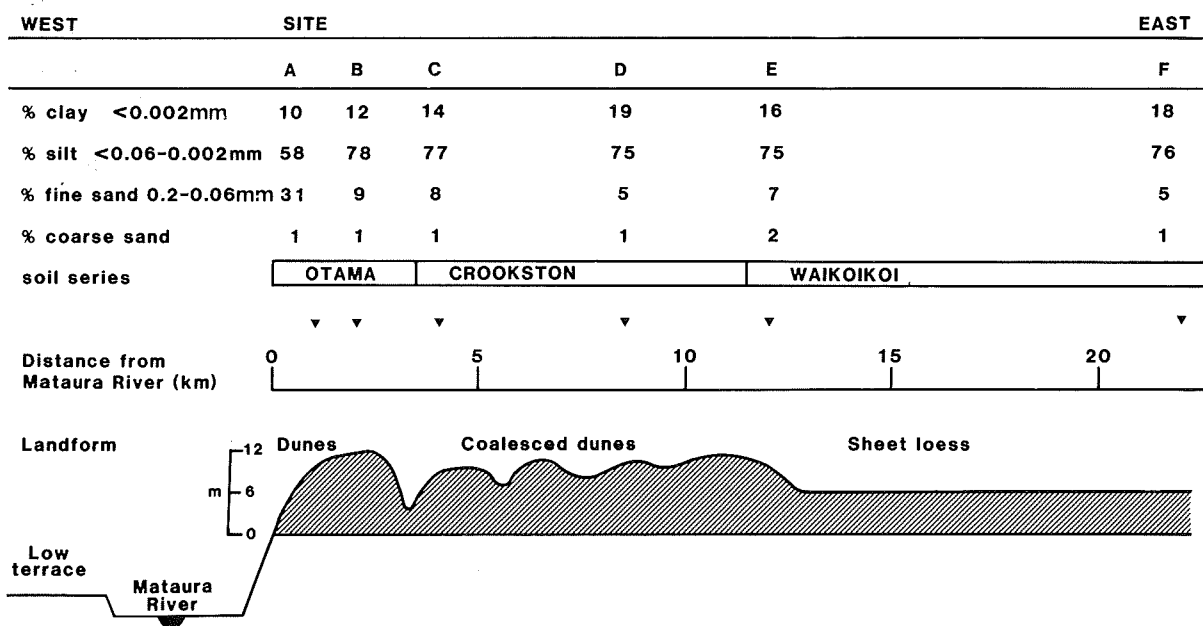 WEST SITE EAST
A B C D E F
% clay <0.002mm 10 12 14 19 16 18
% silt <0.06-0.002mm 58 78 77 75 75 76
% fine sand 0.2-0.06mm 31 9 8 5 7 5
% coarse sand 1 1 1 1 2 1
soil series OTAMA CROOKSTON WAIKOIKOI
Distance from
Mataura River (km)
0 5 10 15 20
Landform
12
m 6
0
Dunes Coalesced dunes Sheet loess
Low
terrace
Mataura
River